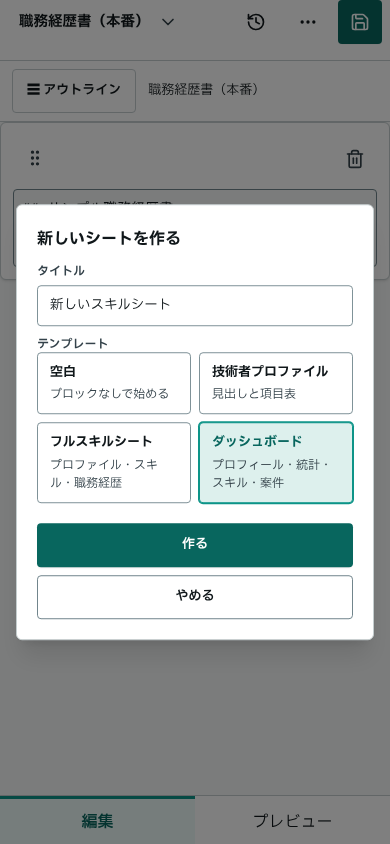 職務経歴書（本番）
アウトライン
職務経歴書（本番）
新しいシートを作る
タイトル
新しいスキルシート
テンプレート
空白
ブロックなしで始める
技術者プロファイル
見出しと項目表
フルスキルシート
プロファイル・スキ
ル・職務経歴
ダッシュボード
プロフィール・統計・
スキル・案件
作る
やめる
編集
プレビュー